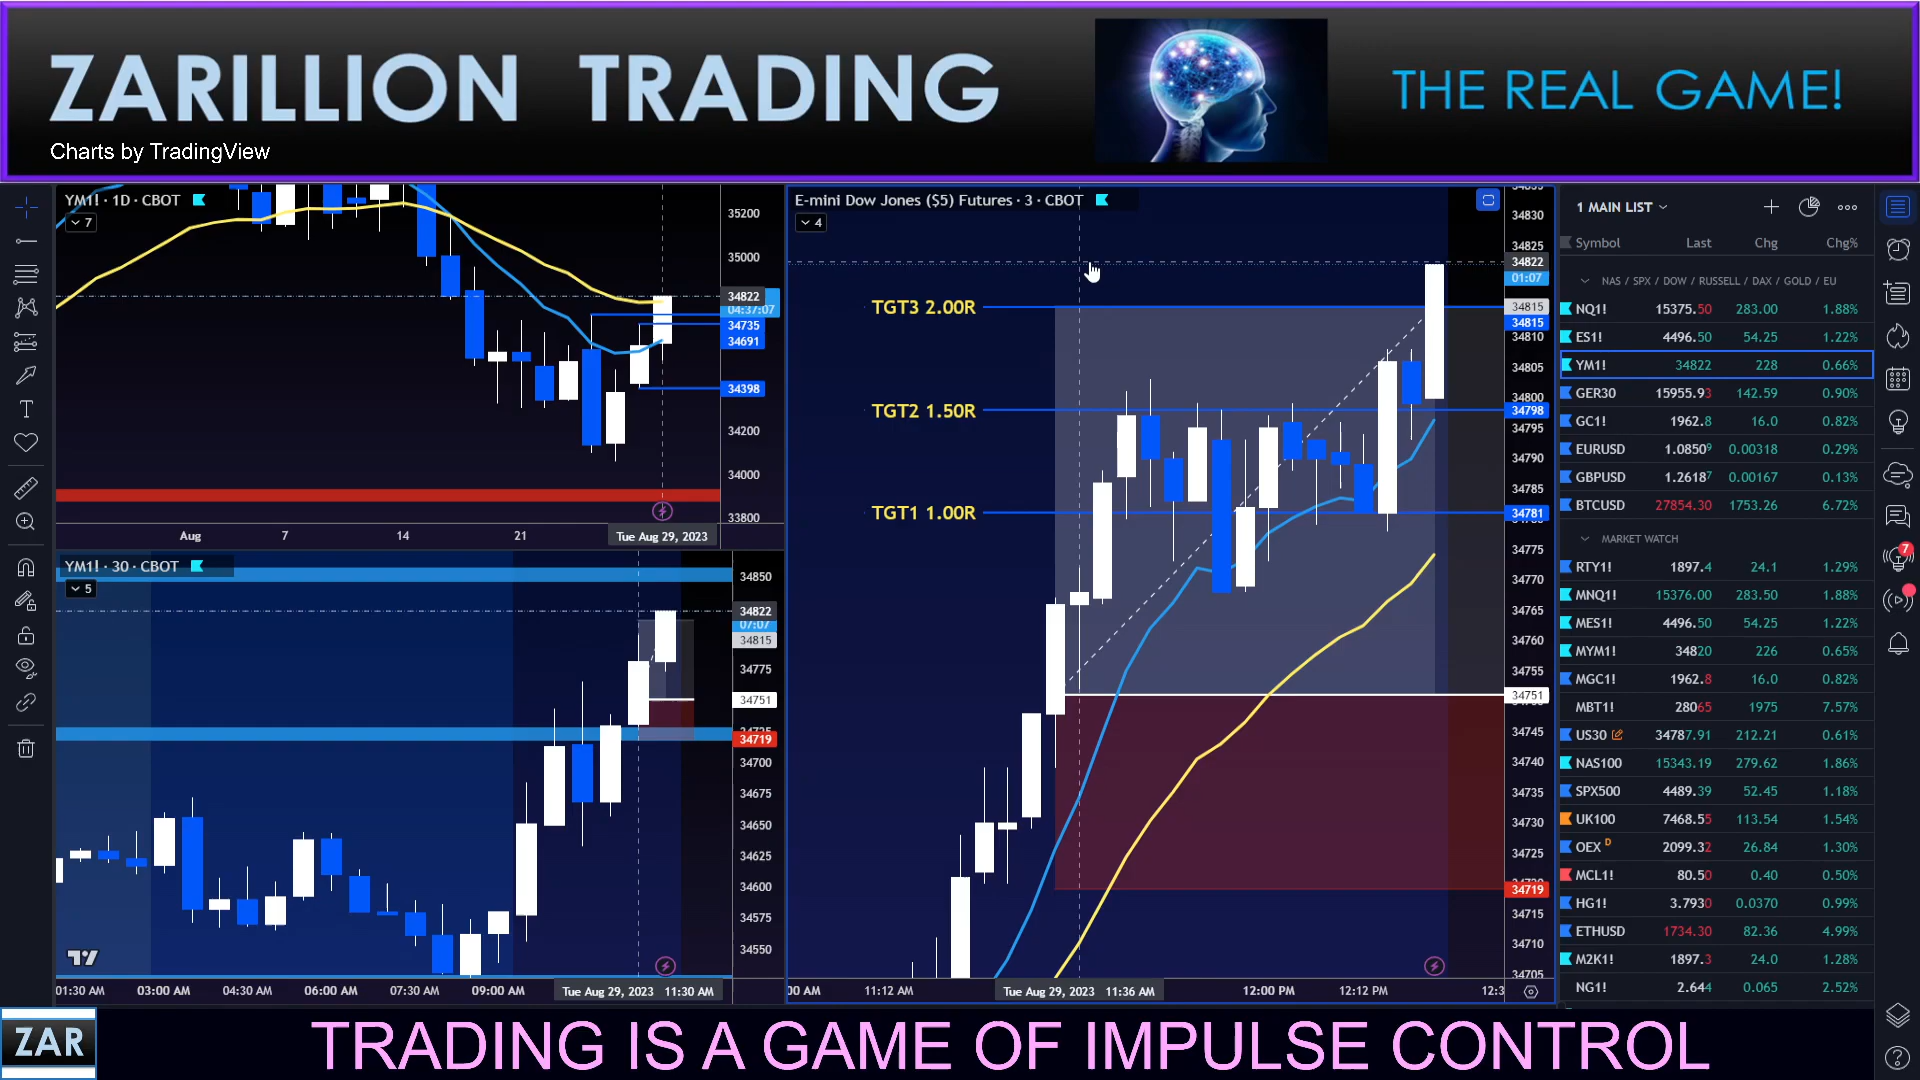 ZARILLION TRADING
THE REAL GAME!
Charts by TradingView
YM1! · 1D · CBOT
7
35200
35000
34822
04:37:07
34735
34691
34398
34200
34000
33800
Aug 7 14 21 Tue Aug 29, 2023
YM1! · 30 · CBOT
5
34850
34822
07:07
34815
34775
34751
34719
34700
34675
34650
34625
34600
34575
34550
01:30 AM 03:00 AM 04:30 AM 06:00 AM 07:30 AM 09:00 AM Tue Aug 29, 2023 11:30 AM
E-mini Dow Jones ($5) Futures · 3 · CBOT
4
TGT3 2.00R
TGT2 1.50R
TGT1 1.00R
34830
34825
34822
01:07
34815
34815
34810
34805
34800
34798
34795
34790
34785
34781
34775
34770
34765
34760
34755
34751
34745
34740
34735
34730
34725
34719
34715
34710
34705
00 AM 11:12 AM Tue Aug 29, 2023 11:36 AM 12:00 PM 12:12 PM 12:3
1 MAIN LIST
Symbol Last Chg Chg%
NAS / SPX / DOW / RUSSELL / DAX / GOLD / EU
NQ1! 15375.50 283.00 1.88%
ES1! 4496.50 54.25 1.22%
YM1! 34822 228 0.66%
GER30 15955.93 142.59 0.90%
GC1! 1962.8 16.0 0.82%
EURUSD 1.08509 0.00318 0.29%
GBPUSD 1.26187 0.00167 0.13%
BTCUSD 27854.30 1753.26 6.72%
MARKET WATCH
RTY1! 1897.4 24.1 1.29%
MNQ1! 15376.00 283.50 1.88%
MES1! 4496.50 54.25 1.22%
MYM1! 34820 226 0.65%
MGC1! 1962.8 16.0 0.82%
MBT1! 28065 1975 7.57%
US30 34787.91 212.21 0.61%
NAS100 15343.19 279.62 1.86%
SPX500 4489.39 52.45 1.18%
UK100 7468.55 113.54 1.54%
OEX D 2099.32 26.84 1.30%
MCL1! 80.50 0.40 0.50%
HG1! 3.7930 0.0370 0.99%
ETHUSD 1734.30 82.36 4.99%
M2K1! 1897.3 24.0 1.28%
NG1! 2.644 0.065 2.52%
7
ZAR
TRADING IS A GAME OF IMPULSE CONTROL